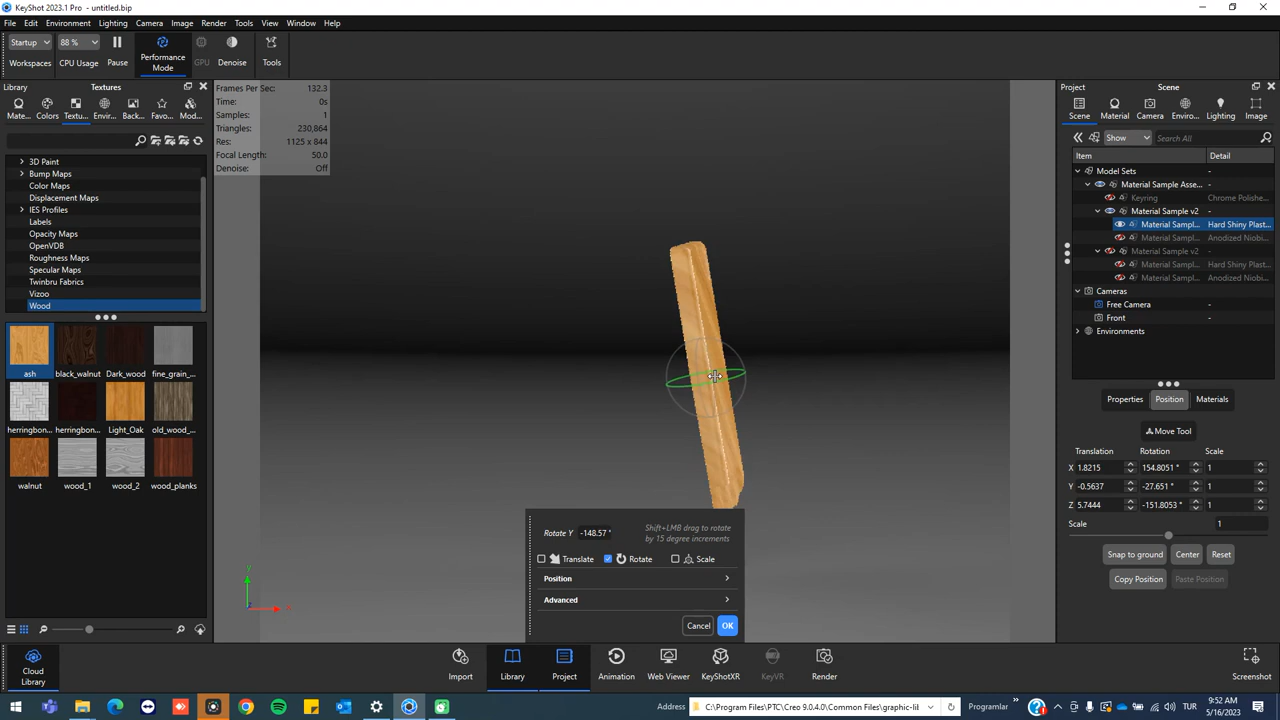 KeyShot 2023.1 Pro - untitled.bip
File Edit Environment Lighting Camera Image Render Tools View Window Help
Startup 88 %
Workspaces CPU Usage Pause Performance Mode GPU Denoise Tools
Library Textures
Mate... Colors Textu... Envir... Back... Favo... Mod...
3D Paint
Bump Maps
Color Maps
Displacement Maps
IES Profiles
Labels
Opacity Maps
OpenVDB
Roughness Maps
Specular Maps
Twinbru Fabrics
Vizoo
Wood
ash black_walnut Dark_wood fine_grain_...
herringbon... herringbon... Light_Oak old_wood_...
walnut wood_1 wood_2 wood_planks
Frames Per Sec: 132.3
Time: 0s
Samples: 1
Triangles: 230,864
Res: 1125 x 844
Focal Length: 50.0
Denoise: Off
y
Rotate Y -148.57 °
Shift+LMB drag to rotate
by 15 degree increments
Translate Rotate Scale
Position
Advanced
Cancel OK
Project Scene
Scene Material Camera Enviro... Lighting Image
Show Search All
Item Detail
Model Sets -
Material Sample Asse... -
Keyring Chrome Polishe...
Material Sample v2 -
Material Sampl... Hard Shiny Plast...
Material Sampl... Anodized Niobi...
Material Sample v2 -
Material Sampl... Hard Shiny Plast...
Material Sampl... Anodized Niobi...
Cameras -
Free Camera -
Front -
Environments -
Properties Position Materials
Move Tool
Translation Rotation Scale
X 1.8215 154.8051 ° 1
Y -0.5637 -27.651 ° 1
Z 5.7444 -151.8053 ° 1
Scale 1
Snap to ground Center Reset
Copy Position Paste Position
Cloud Library Import Library Project Animation Web Viewer KeyShotXR KeyVR Render Screenshot
Address C:\Program Files\PTC\Creo 9.0.4.0\Common Files\graphic-lib Programlar TUR 9:52 AM
5/16/2023